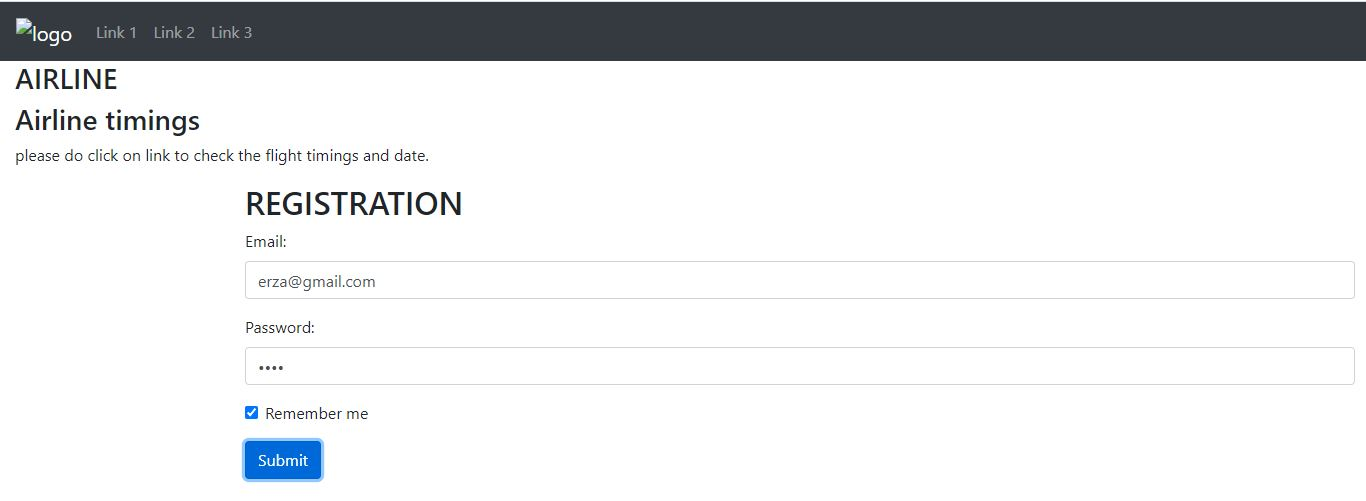 logo Link 1 Link 2 Link 3
AIRLINE
Airline timings
please do click on link to check the flight timings and date.
REGISTRATION
Email:
erza@gmail.com
Password:
••••
Remember me
Submit